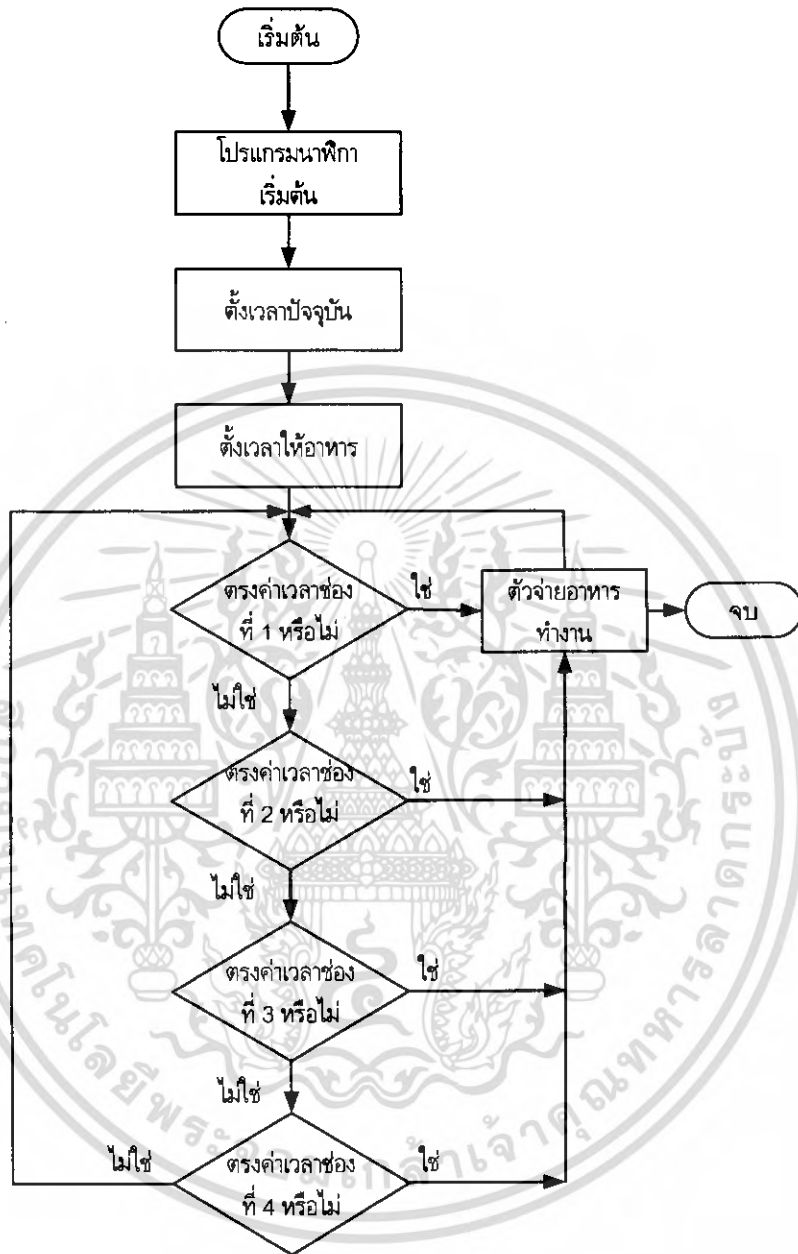 เริ่มต้น
โปรแกรมนาฬิกา
เริ่มต้น
ตั้งเวลาปัจจุบัน
ตั้งเวลาให้อาหาร
ตรงค่าเวลาช่อง
ที่ 1 หรือไม่
ใช่
ตัวจ่ายอาหาร
ทำงาน
จบ
ไม่ใช่
ตรงค่าเวลาช่อง
ที่ 2 หรือไม่
ใช่
ไม่ใช่
ตรงค่าเวลาช่อง
ที่ 3 หรือไม่
ใช่
ไม่ใช่
ไม่ใช่
ตรงค่าเวลาช่อง
ที่ 4 หรือไม่
ใช่